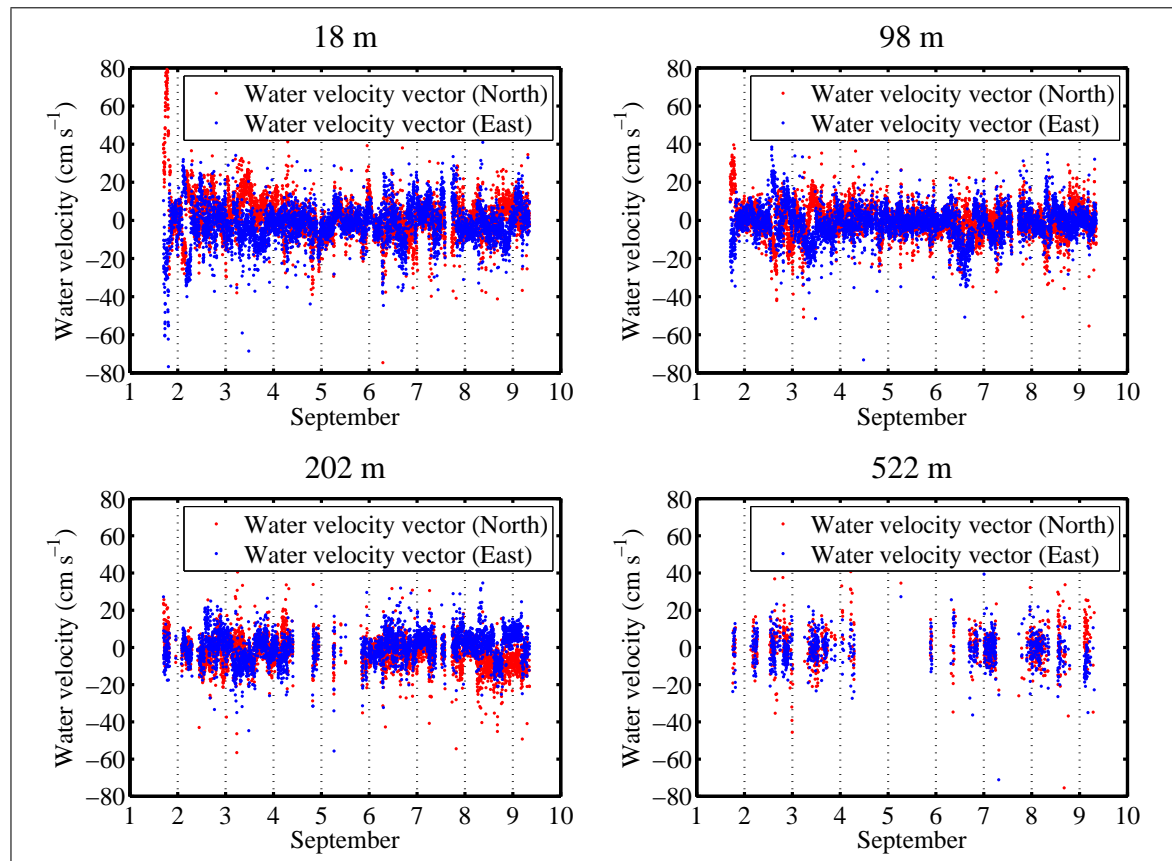 18 m
80
60
40
20
0
−20
−40
−60
−80
Water velocity (cm s⁻¹)
Water velocity vector (North)
Water velocity vector (East)
1 2 3 4 5 6 7 8 9 10
September
98 m
80
60
40
20
0
−20
−40
−60
−80
Water velocity (cm s⁻¹)
Water velocity vector (North)
Water velocity vector (East)
1 2 3 4 5 6 7 8 9 10
September
202 m
80
60
40
20
0
−20
−40
−60
−80
Water velocity (cm s⁻¹)
Water velocity vector (North)
Water velocity vector (East)
1 2 3 4 5 6 7 8 9 10
September
522 m
80
60
40
20
0
−20
−40
−60
−80
Water velocity (cm s⁻¹)
Water velocity vector (North)
Water velocity vector (East)
1 2 3 4 5 6 7 8 9 10
September